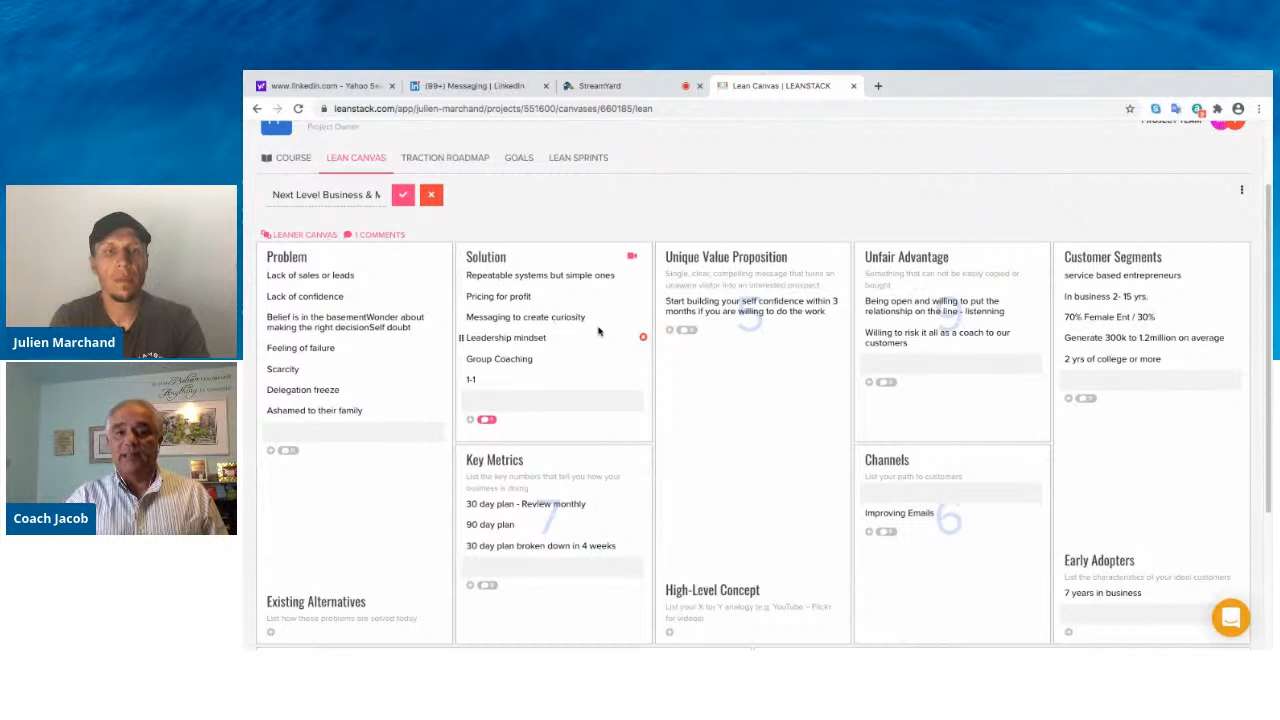 www.linkedin.com - Yahoo Se
(99+) Messaging | LinkedIn
StreamYard
Lean Canvas | LEANSTACK
leanstack.com/app/julien-marchand/projects/551600/canvases/660185/lean
Project Owner
PROJECT TEAM
COURSE
LEAN CANVAS
TRACTION ROADMAP
GOALS
LEAN SPRINTS
Next Level Business & M
LEANER CANVAS
1 COMMENTS
Problem
Lack of sales or leads
Lack of confidence
Belief is in the basementWonder about
making the right decisionSelf doubt
Feeling of failure
Scarcity
Delegation freeze
Ashamed to their family
Existing Alternatives
List how these problems are solved today
Solution
Repeatable systems but simple ones
Pricing for profit
Messaging to create curiosity
Leadership mindset
Group Coaching
1-1
Key Metrics
List the key numbers that tell you how your
business is doing
7
30 day plan - Review monthly
90 day plan
30 day plan broken down in 4 weeks
Unique Value Proposition
Single, clear, compelling message that turns an
unaware visitor into an interested prospect
5
Start building your self confidence within 3
months if you are willing to do the work
High-Level Concept
List your X for Y analogy (e.g. YouTube = Flickr
for videos)
Unfair Advantage
Something that can not be easily copied or
bought
9
Being open and willing to put the
relationship on the line - listenning
Willing to risk it all as a coach to our
customers
Channels
List your path to customers
Improving Emails
6
Customer Segments
service based entrepreneurs
In business 2- 15 yrs.
70% Female Ent / 30%
Generate 300k to 1.2million on average
2 yrs of college or more
Early Adopters
List the characteristics of your ideal customers
7 years in business
Julien Marchand
Believe
Anything
Coach Jacob